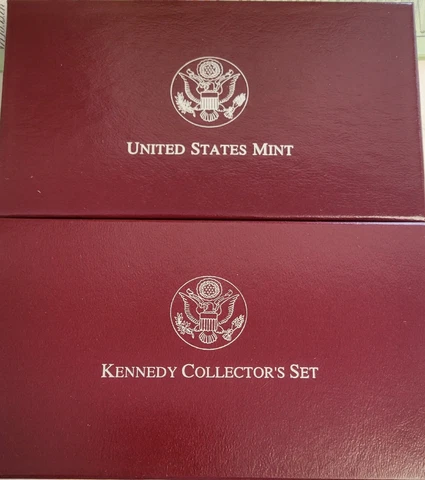 UNITED STATES MINT
KENNEDY COLLECTOR'S SET